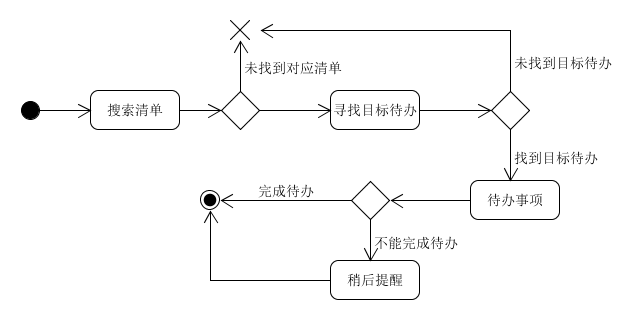 未找到对应清单
未找到目标待办
搜索清单
寻找目标待办
找到目标待办
完成待办
待办事项
不能完成待办
稍后提醒